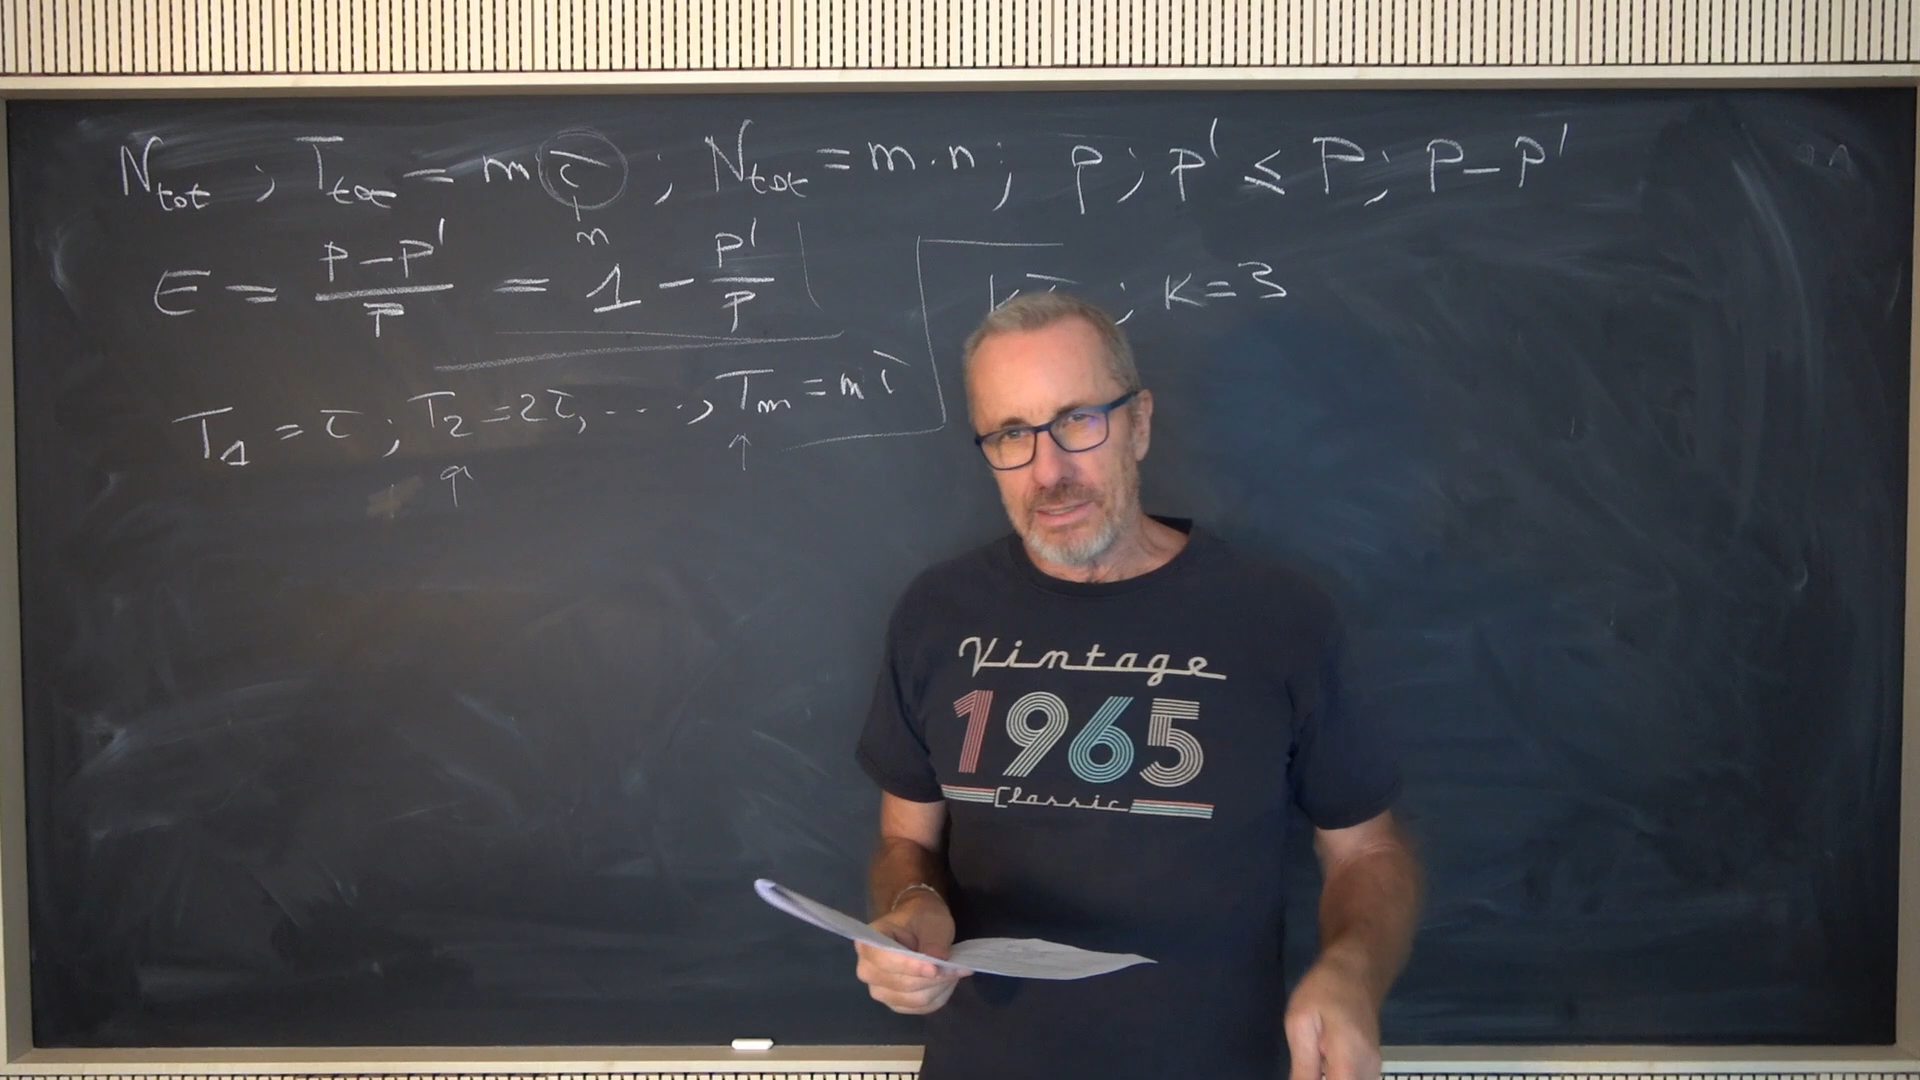 N_tot ; T_tot = m τ ; N_tot = m · n ; P ; P' ≤ P ; P - P'
n
E = (P - P')/P = 1 - P'/P
; K = 3
T_1 = τ ; T_2 = 2τ, ...., T_m = m τ
Vintage
1965
Classic